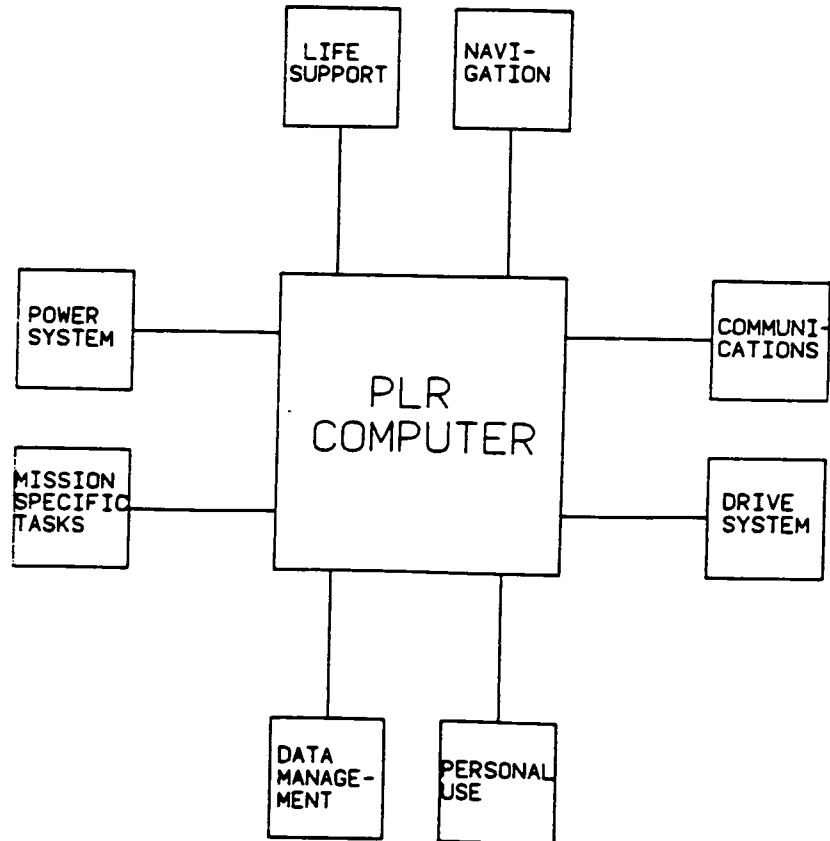 LIFE
SUPPORT
NAVI-
GATION
POWER
SYSTEM
COMMUNI-
CATIONS
PLR
COMPUTER
MISSION
SPECIFIC
TASKS
DRIVE
SYSTEM
DATA
MANAGE-
MENT
PERSONAL
USE